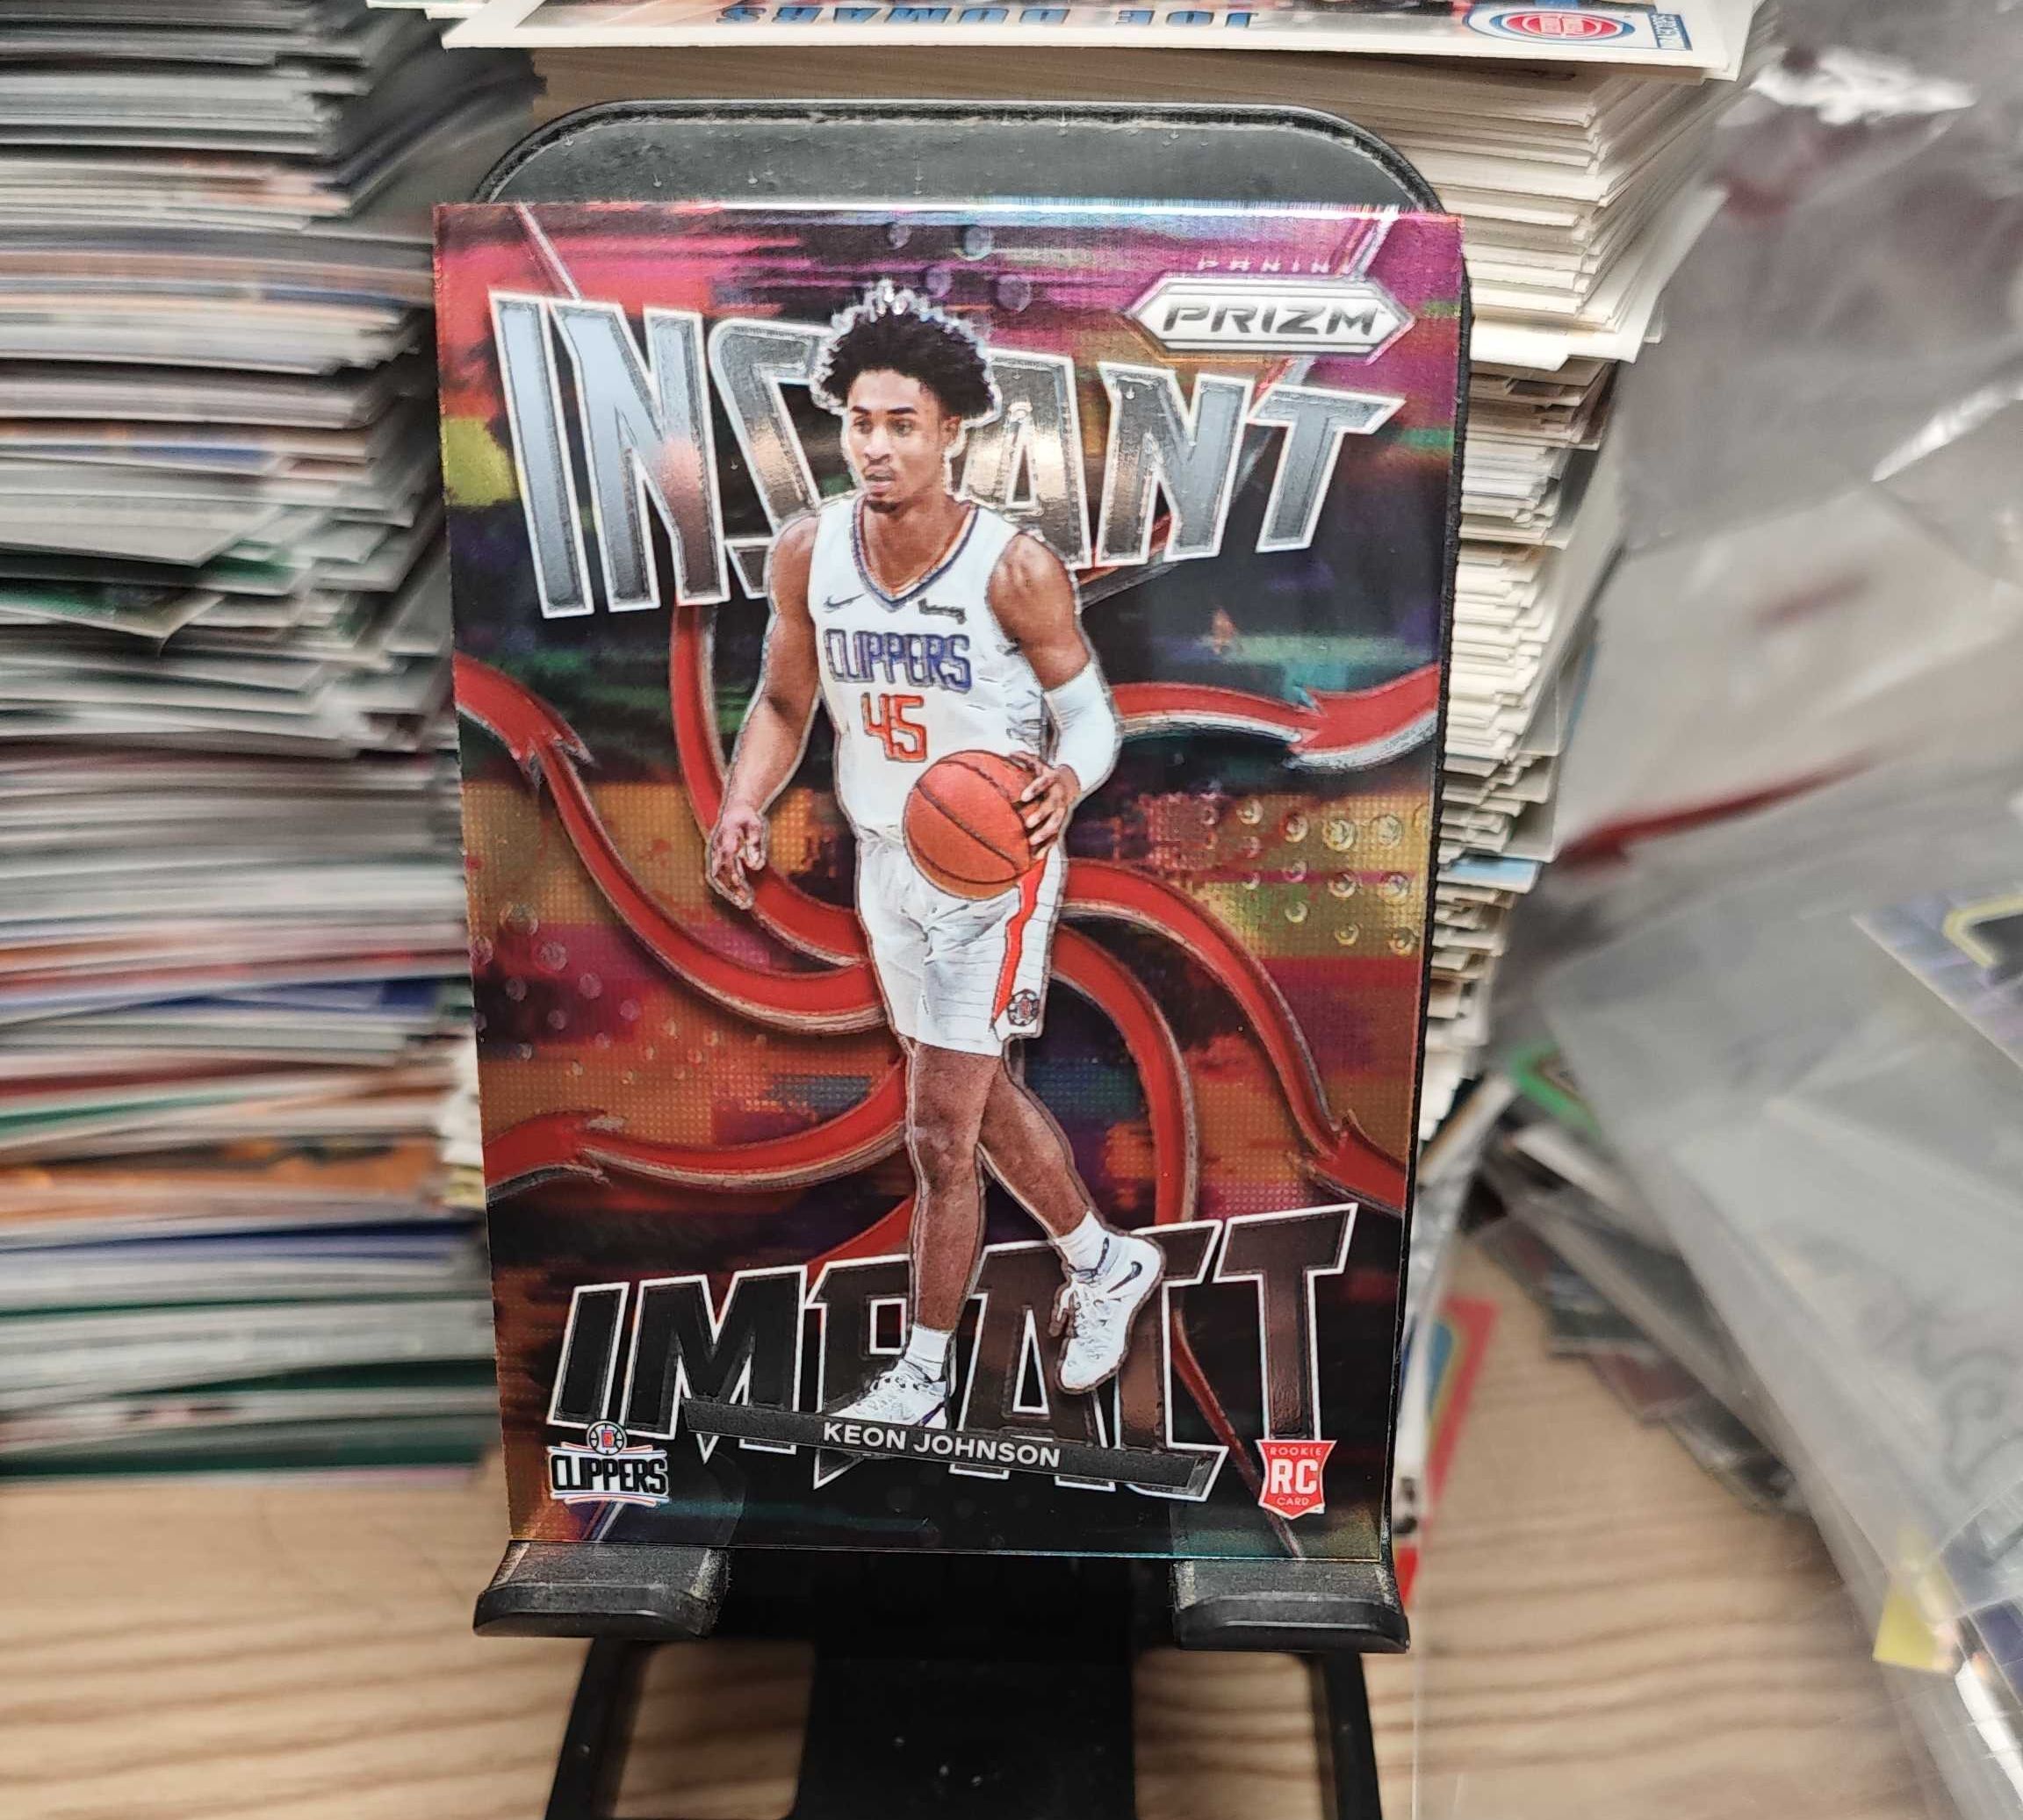 JOE DUMARS
PANINI
PRIZM
INSTANT
CLIPPERS
45
IMPACT
KEON JOHNSON
CLIPPERS
ROOKIE
RC
CARD